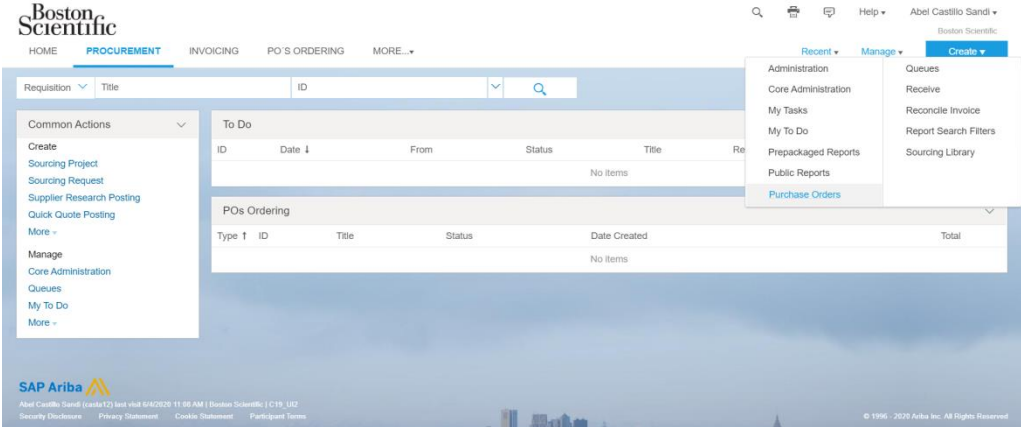 Boston
Scientific
Help Abel Castillo Sandi
Boston Scientific
HOME PROCUREMENT INVOICING PO`S ORDERING MORE...
Recent Manage Create
Requisition Title ID
Administration Queues
Core Administration Receive
My Tasks Reconcile Invoice
My To Do Report Search Filters
Prepackaged Reports Sourcing Library
Public Reports
Purchase Orders
Common Actions
Create
Sourcing Project
Sourcing Request
Supplier Research Posting
Quick Quote Posting
More
Manage
Core Administration
Queues
My To Do
More
To Do
ID Date ↓ From Status Title Re
No items
POs Ordering
Type ↑ ID Title Status Date Created Total
No items
SAP Ariba
Abel Castillo Sandi (casta12) last visit 6/4/2020 11:08 AM | Boston Scientific | C19_UI2
Security Disclosure Privacy Statement Cookie Statement Participant Terms
© 1996 - 2020 Ariba Inc. All Rights Reserved